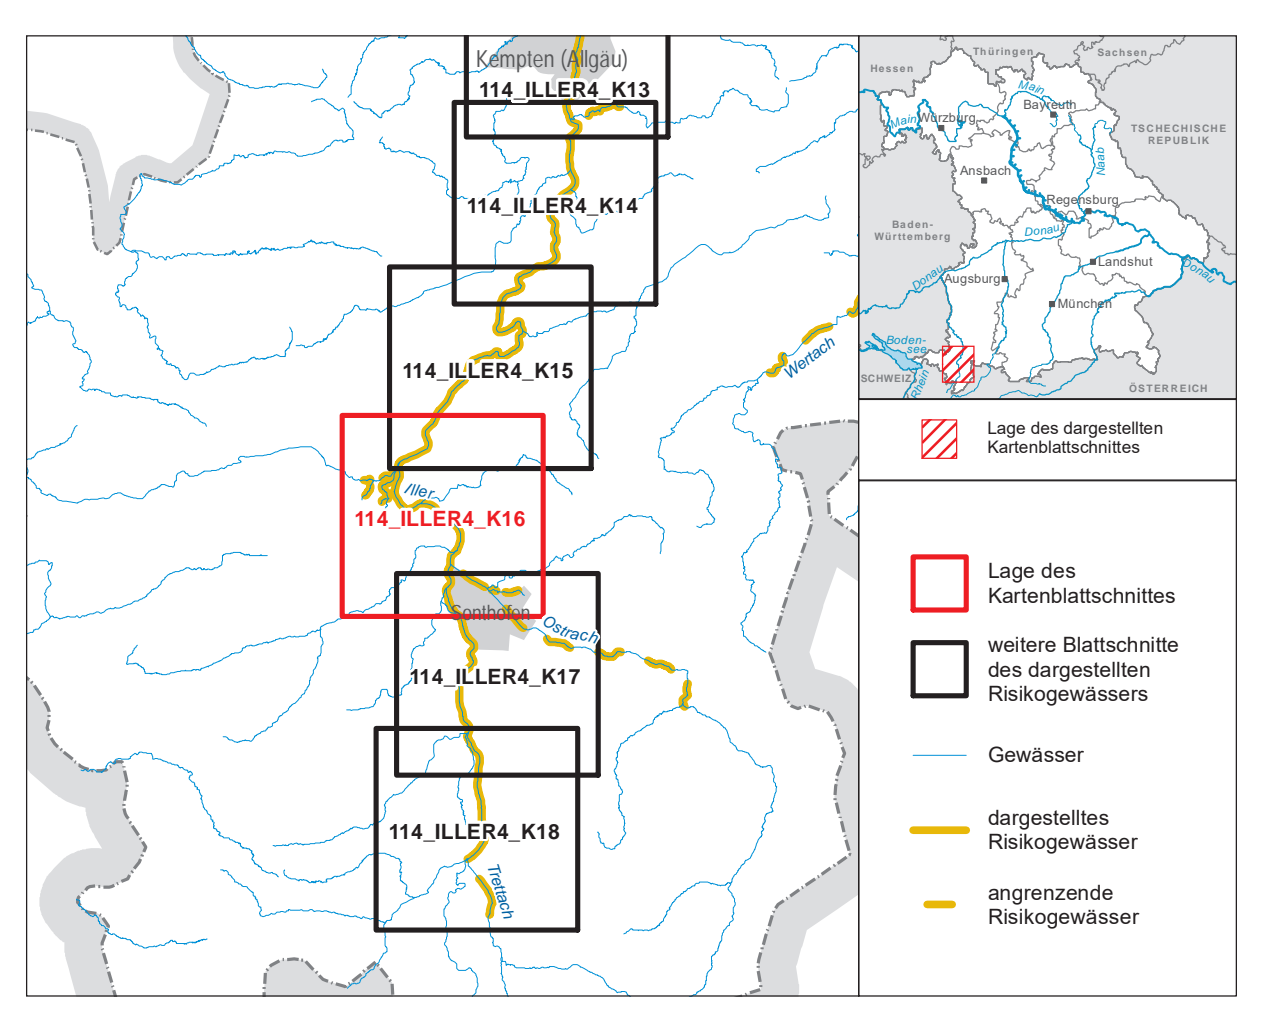 Kempten (Allgäu)
114_ILLER4_K13
114_ILLER4_K14
114_ILLER4_K15
Wertach
Iller
114_ILLER4_K16
Sonthofen
Ostrach
114_ILLER4_K17
114_ILLER4_K18
Trettach
Thüringen
Sachsen
Hessen
Main
Bayreuth
Main
Würzburg
TSCHECHISCHE
REPUBLIK
Naab
Ansbach
Regensburg
Baden-
Württemberg
Donau
Landshut
Donau
Donau
Augsburg
München
Boden-
see
SCHWEIZ
Rhein
ÖSTERREICH
Lage des dargestellten
Kartenblattschnittes
Lage des
Kartenblattschnittes
weitere Blattschnitte
des dargestellten
Risikogewässers
Gewässer
dargestelltes
Risikogewässer
angrenzende
Risikogewässer